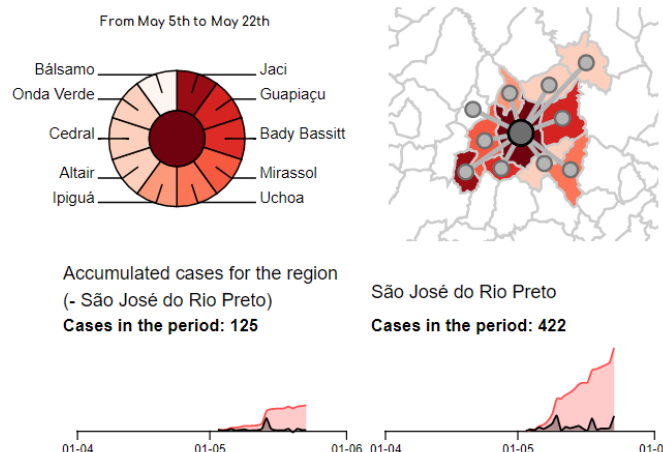 From May 5th to May 22th
Bálsamo
Jaci
Onda Verde
Guapiaçu
Cedral
Bady Bassitt
Altair
Mirassol
Ipiguá
Uchoa
Accumulated cases for the region
(- São José do Rio Preto)
Cases in the period: 125
São José do Rio Preto
Cases in the period: 422
01-04
01-05
01-06
01-04
01-05